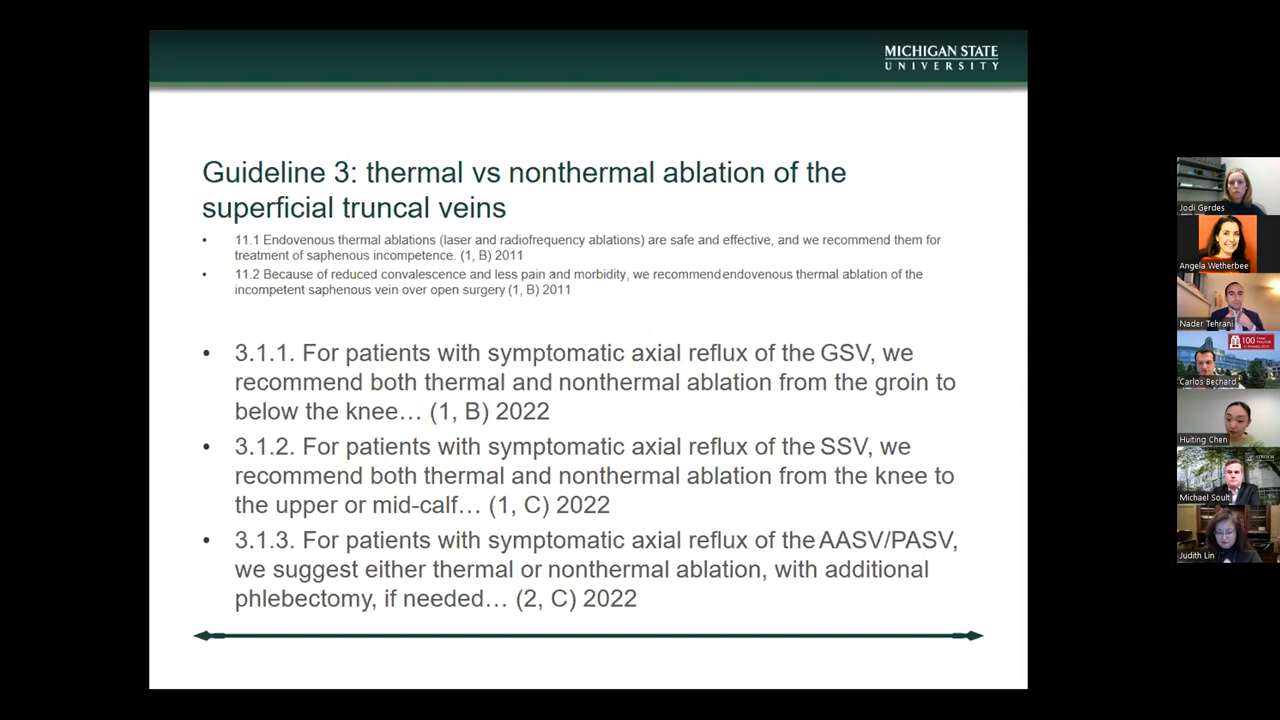 MICHIGAN STATE
UNIVERSITY
Guideline 3: thermal vs nonthermal ablation of the
superficial truncal veins
• 11.1 Endovenous thermal ablations (laser and radiofrequency ablations) are safe and effective, and we recommend them for
treatment of saphenous incompetence. (1, B) 2011
• 11.2 Because of reduced convalescence and less pain and morbidity, we recommend endovenous thermal ablation of the
incompetent saphenous vein over open surgery (1, B) 2011
• 3.1.1. For patients with symptomatic axial reflux of the GSV, we
recommend both thermal and nonthermal ablation from the groin to
below the knee… (1, B) 2022
• 3.1.2. For patients with symptomatic axial reflux of the SSV, we
recommend both thermal and nonthermal ablation from the knee to
the upper or mid-calf… (1, C) 2022
• 3.1.3. For patients with symptomatic axial reflux of the AASV/PASV,
we suggest either thermal or nonthermal ablation, with additional
phlebectomy, if needed… (2, C) 2022
Jodi Gerdes
Angela Wetherbee
Nader Tehrani
100
Carlos Bechard
Huiting Chen
Michael Soult
Judith Lin